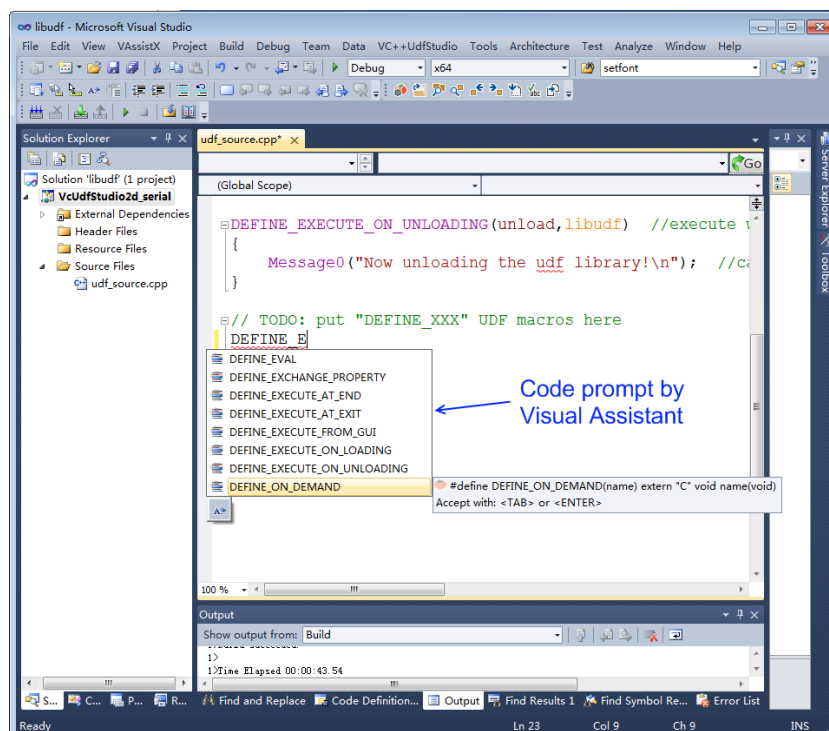 libudf - Microsoft Visual Studio
File Edit View VAssistX Project Build Debug Team Data VC++UdfStudio Tools Architecture Test Analyze Window Help
Debug x64 setfont
Solution Explorer
udf_source.cpp*
Go
Solution 'libudf' (1 project)
VcUdfStudio2d_serial
External Dependencies
Header Files
Resource Files
Source Files
udf_source.cpp
(Global Scope)
DEFINE_EXECUTE_ON_UNLOADING(unload,libudf) //execute
{
Message0("Now unloading the udf library!\n");
}
// TODO: put "DEFINE_XXX" UDF macros here
DEFINE_E
DEFINE_EVAL
DEFINE_EXCHANGE_PROPERTY
DEFINE_EXECUTE_AT_END
DEFINE_EXECUTE_AT_EXIT
DEFINE_EXECUTE_FROM_GUI
DEFINE_EXECUTE_ON_LOADING
DEFINE_EXECUTE_ON_UNLOADING
DEFINE_ON_DEMAND
#define DEFINE_ON_DEMAND(name) extern "C" void name(void)
Accept with: <TAB> or <ENTER>
Code prompt by
Visual Assistant
Server Explorer
Toolbox
100 %
Output
Show output from: Build
1>
1>Time Elapsed 00:00:43.54
S... C... P... R...
Find and Replace Code Definition... Output Find Results 1 Find Symbol Re... Error List
Ready Ln 23 Col 9 Ch 9 INS